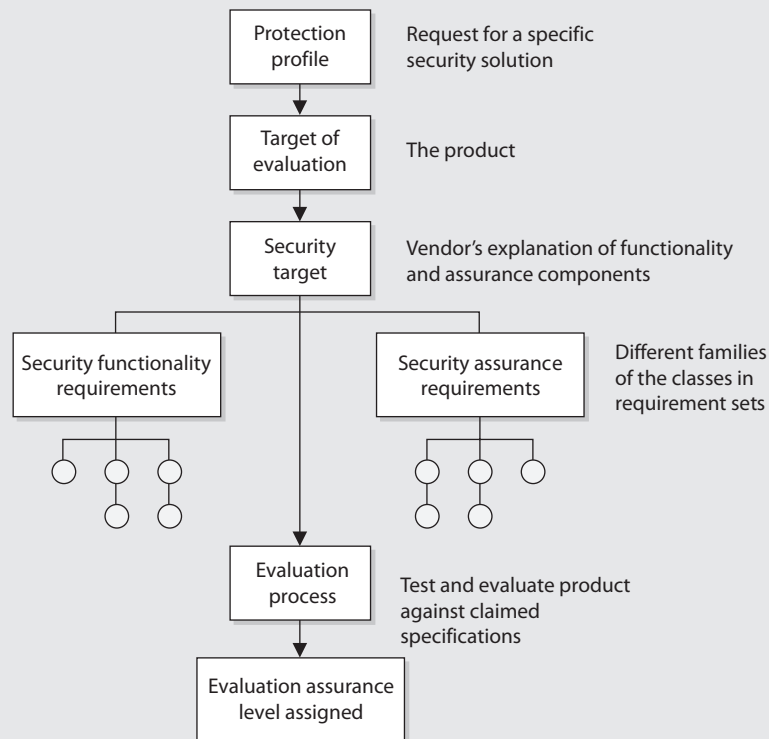 Protection
profile
Request for a specific
security solution
Target of
evaluation
The product
Security
target
Vendor’s explanation of functionality
and assurance components
Security functionality
requirements
Security assurance
requirements
Different families
of the classes in
requirement sets
Evaluation
process
Test and evaluate product
against claimed
specifications
Evaluation assurance
level assigned